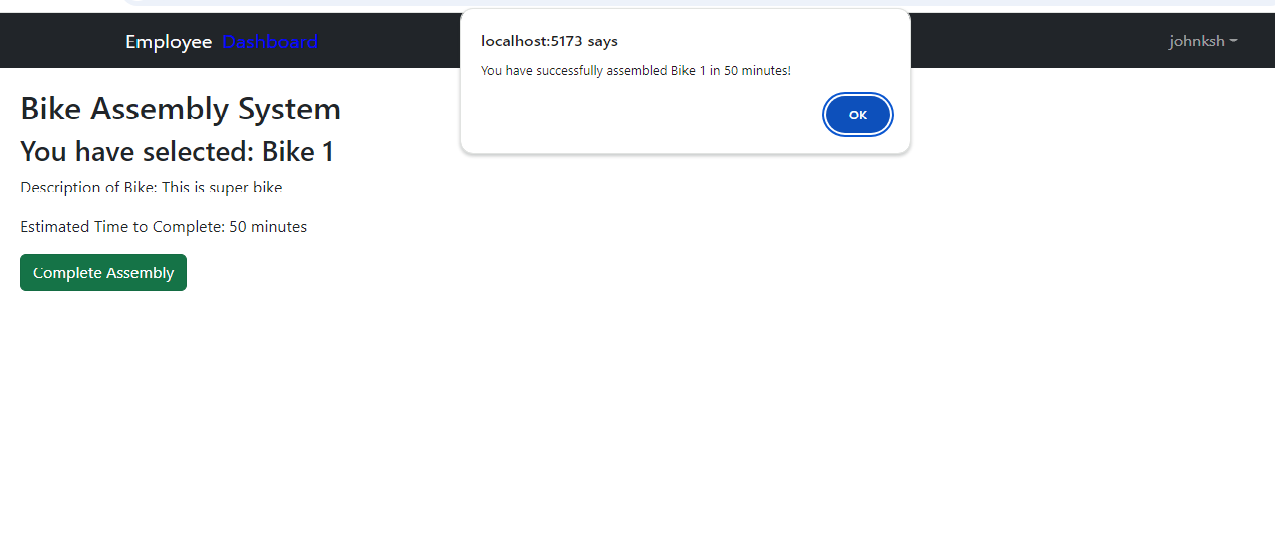 Employee Dashboard
johnksh
localhost:5173 says
You have successfully assembled Bike 1 in 50 minutes!
OK
Bike Assembly System
You have selected: Bike 1
Description of Bike: This is super bike
Estimated Time to Complete: 50 minutes
Complete Assembly